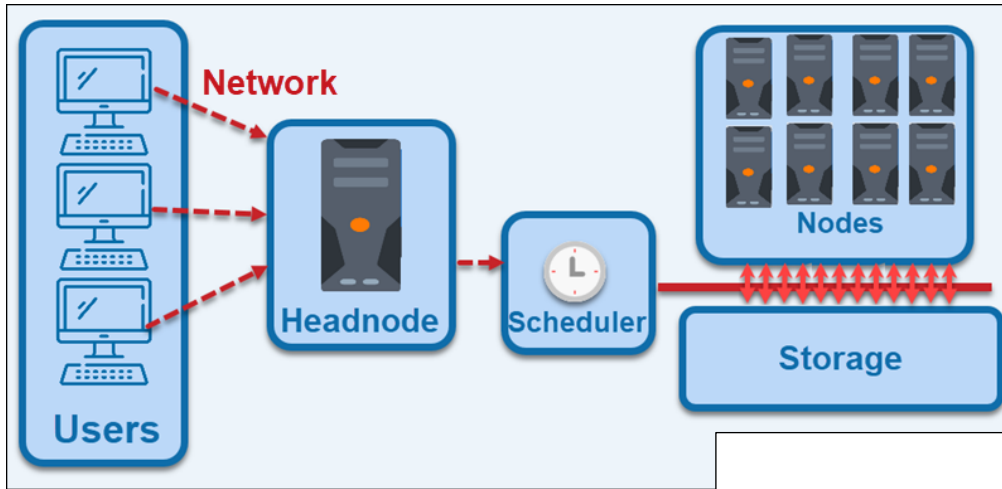 Network
Nodes
Headnode
Scheduler
Storage
Users